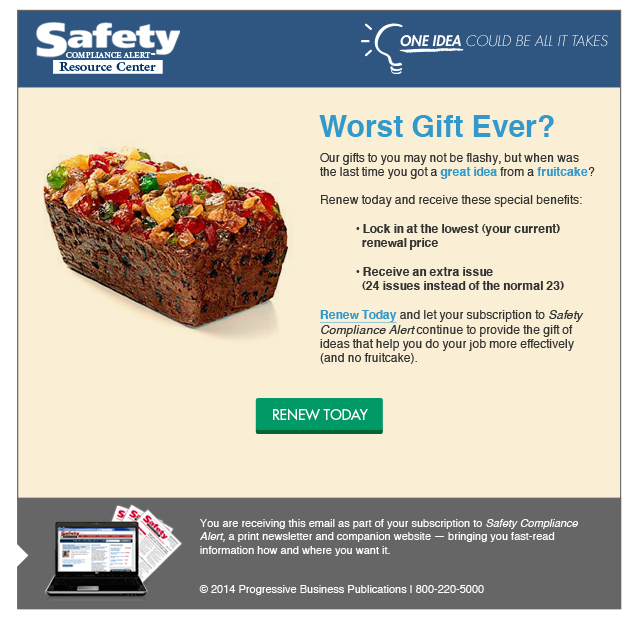 Safety
COMPLIANCE ALERT
Resource Center
ONE IDEA COULD BE ALL IT TAKES
Worst Gift Ever?
Our gifts to you may not be flashy, but when was
the last time you got a great idea from a fruitcake?
Renew today and receive these special benefits:
• Lock in at the lowest (your current)
renewal price
• Receive an extra issue
(24 issues instead of the normal 23)
Renew Today and let your subscription to Safety
Compliance Alert continue to provide the gift of
ideas that help you do your job more effectively
(and no fruitcake).
RENEW TODAY
Safety
You are receiving this email as part of your subscription to Safety Compliance
Alert, a print newsletter and companion website — bringing you fast-read
information how and where you want it.
© 2014 Progressive Business Publications | 800-220-5000